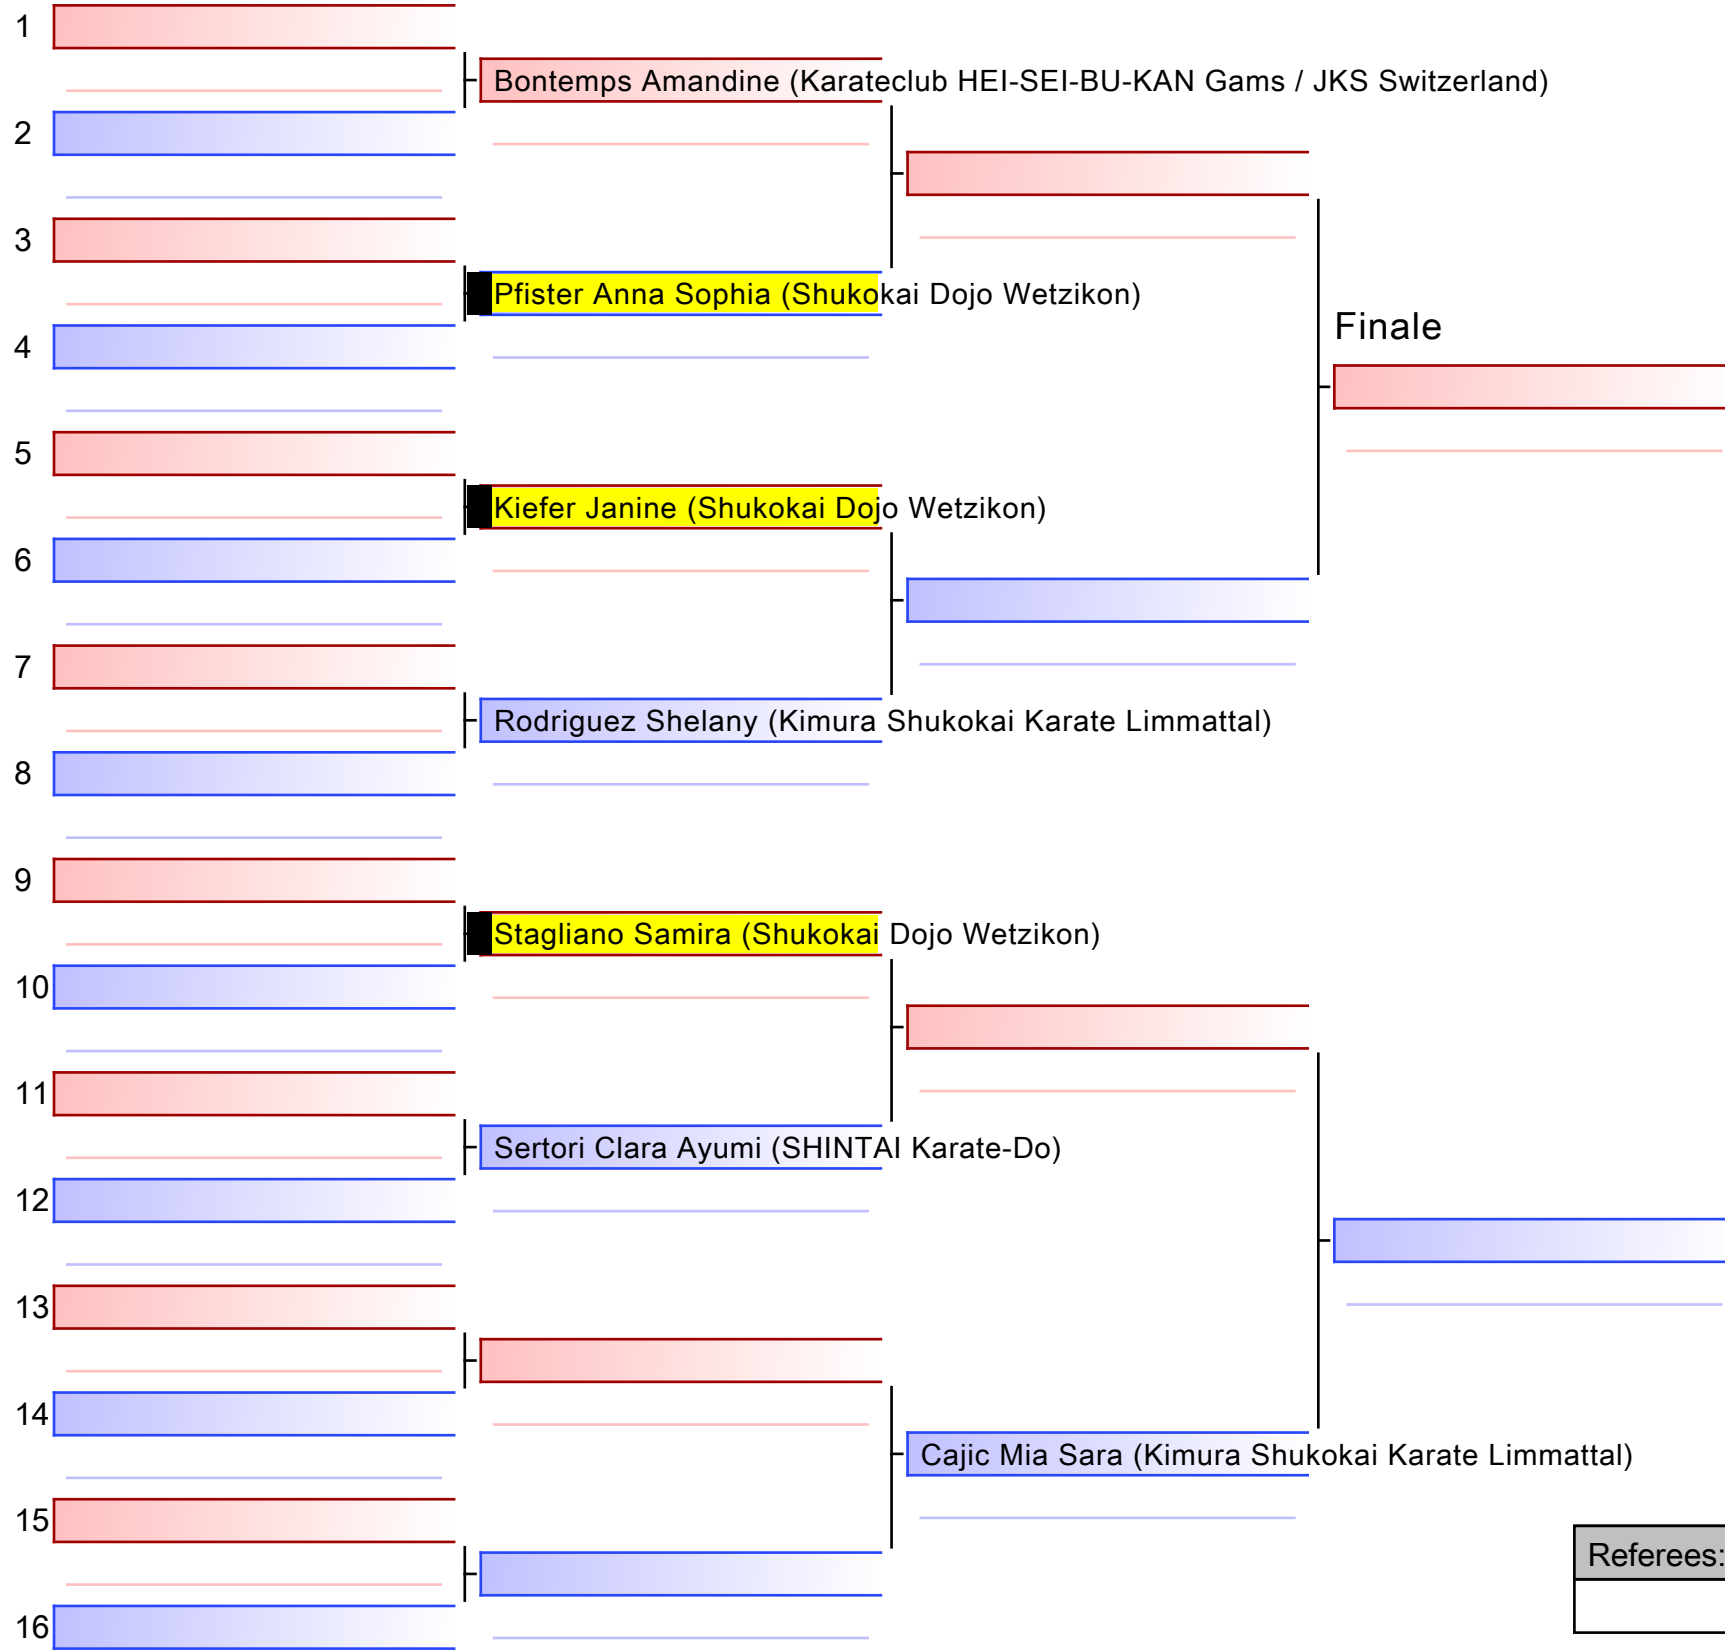 1
Bontemps Amandine (Karateclub HEI-SEI-BU-KAN Gams / JKS Switzerland)
2
3
Pfister Anna Sophia (Shukokai Dojo Wetzikon)
Finale
4
5
Kiefer Janine (Shukokai Dojo Wetzikon)
6
7
Rodriguez Shelany (Kimura Shukokai Karate Limmattal)
8
9
Stagliano Samira (Shukokai Dojo Wetzikon)
10
11
Sertori Clara Ayumi (SHINTAI Karate-Do)
12
13
14
Cajic Mia Sara (Kimura Shukokai Karate Limmattal)
15
Referees:
16